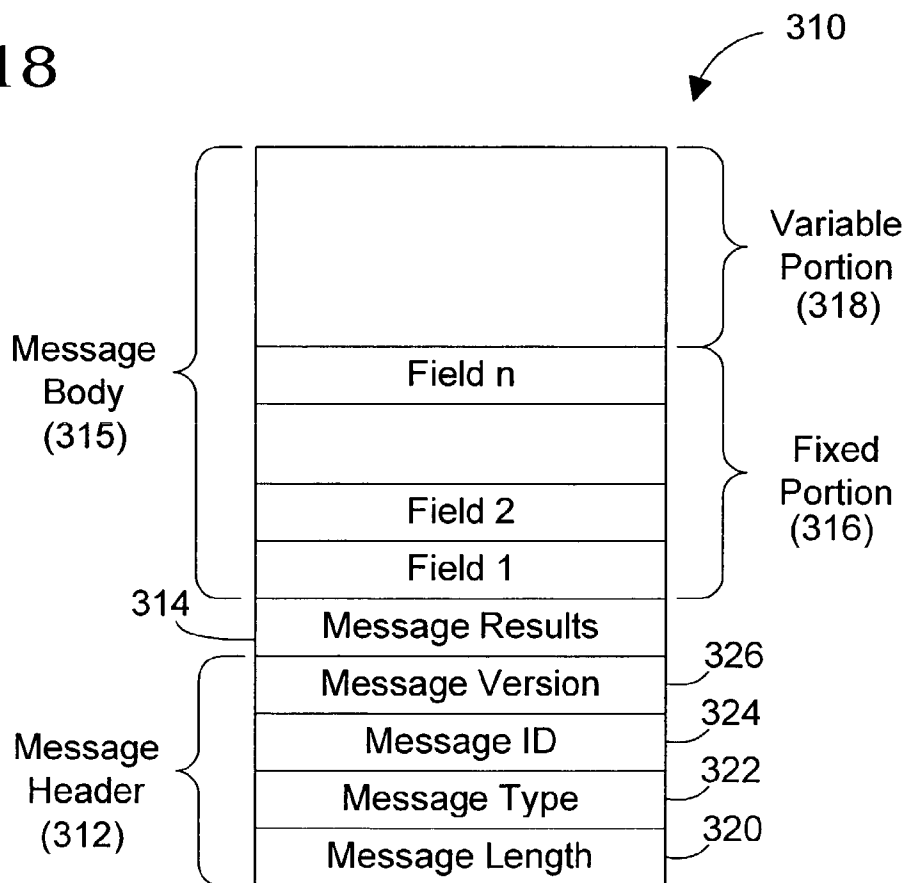 18
310
Variable
Portion
(318)
Message
Body
(315)
Field n
Fixed
Portion
(316)
Field 2
Field 1
314
Message Results
Message Version
326
Message ID
324
Message
Header
(312)
Message Type
322
Message Length
320